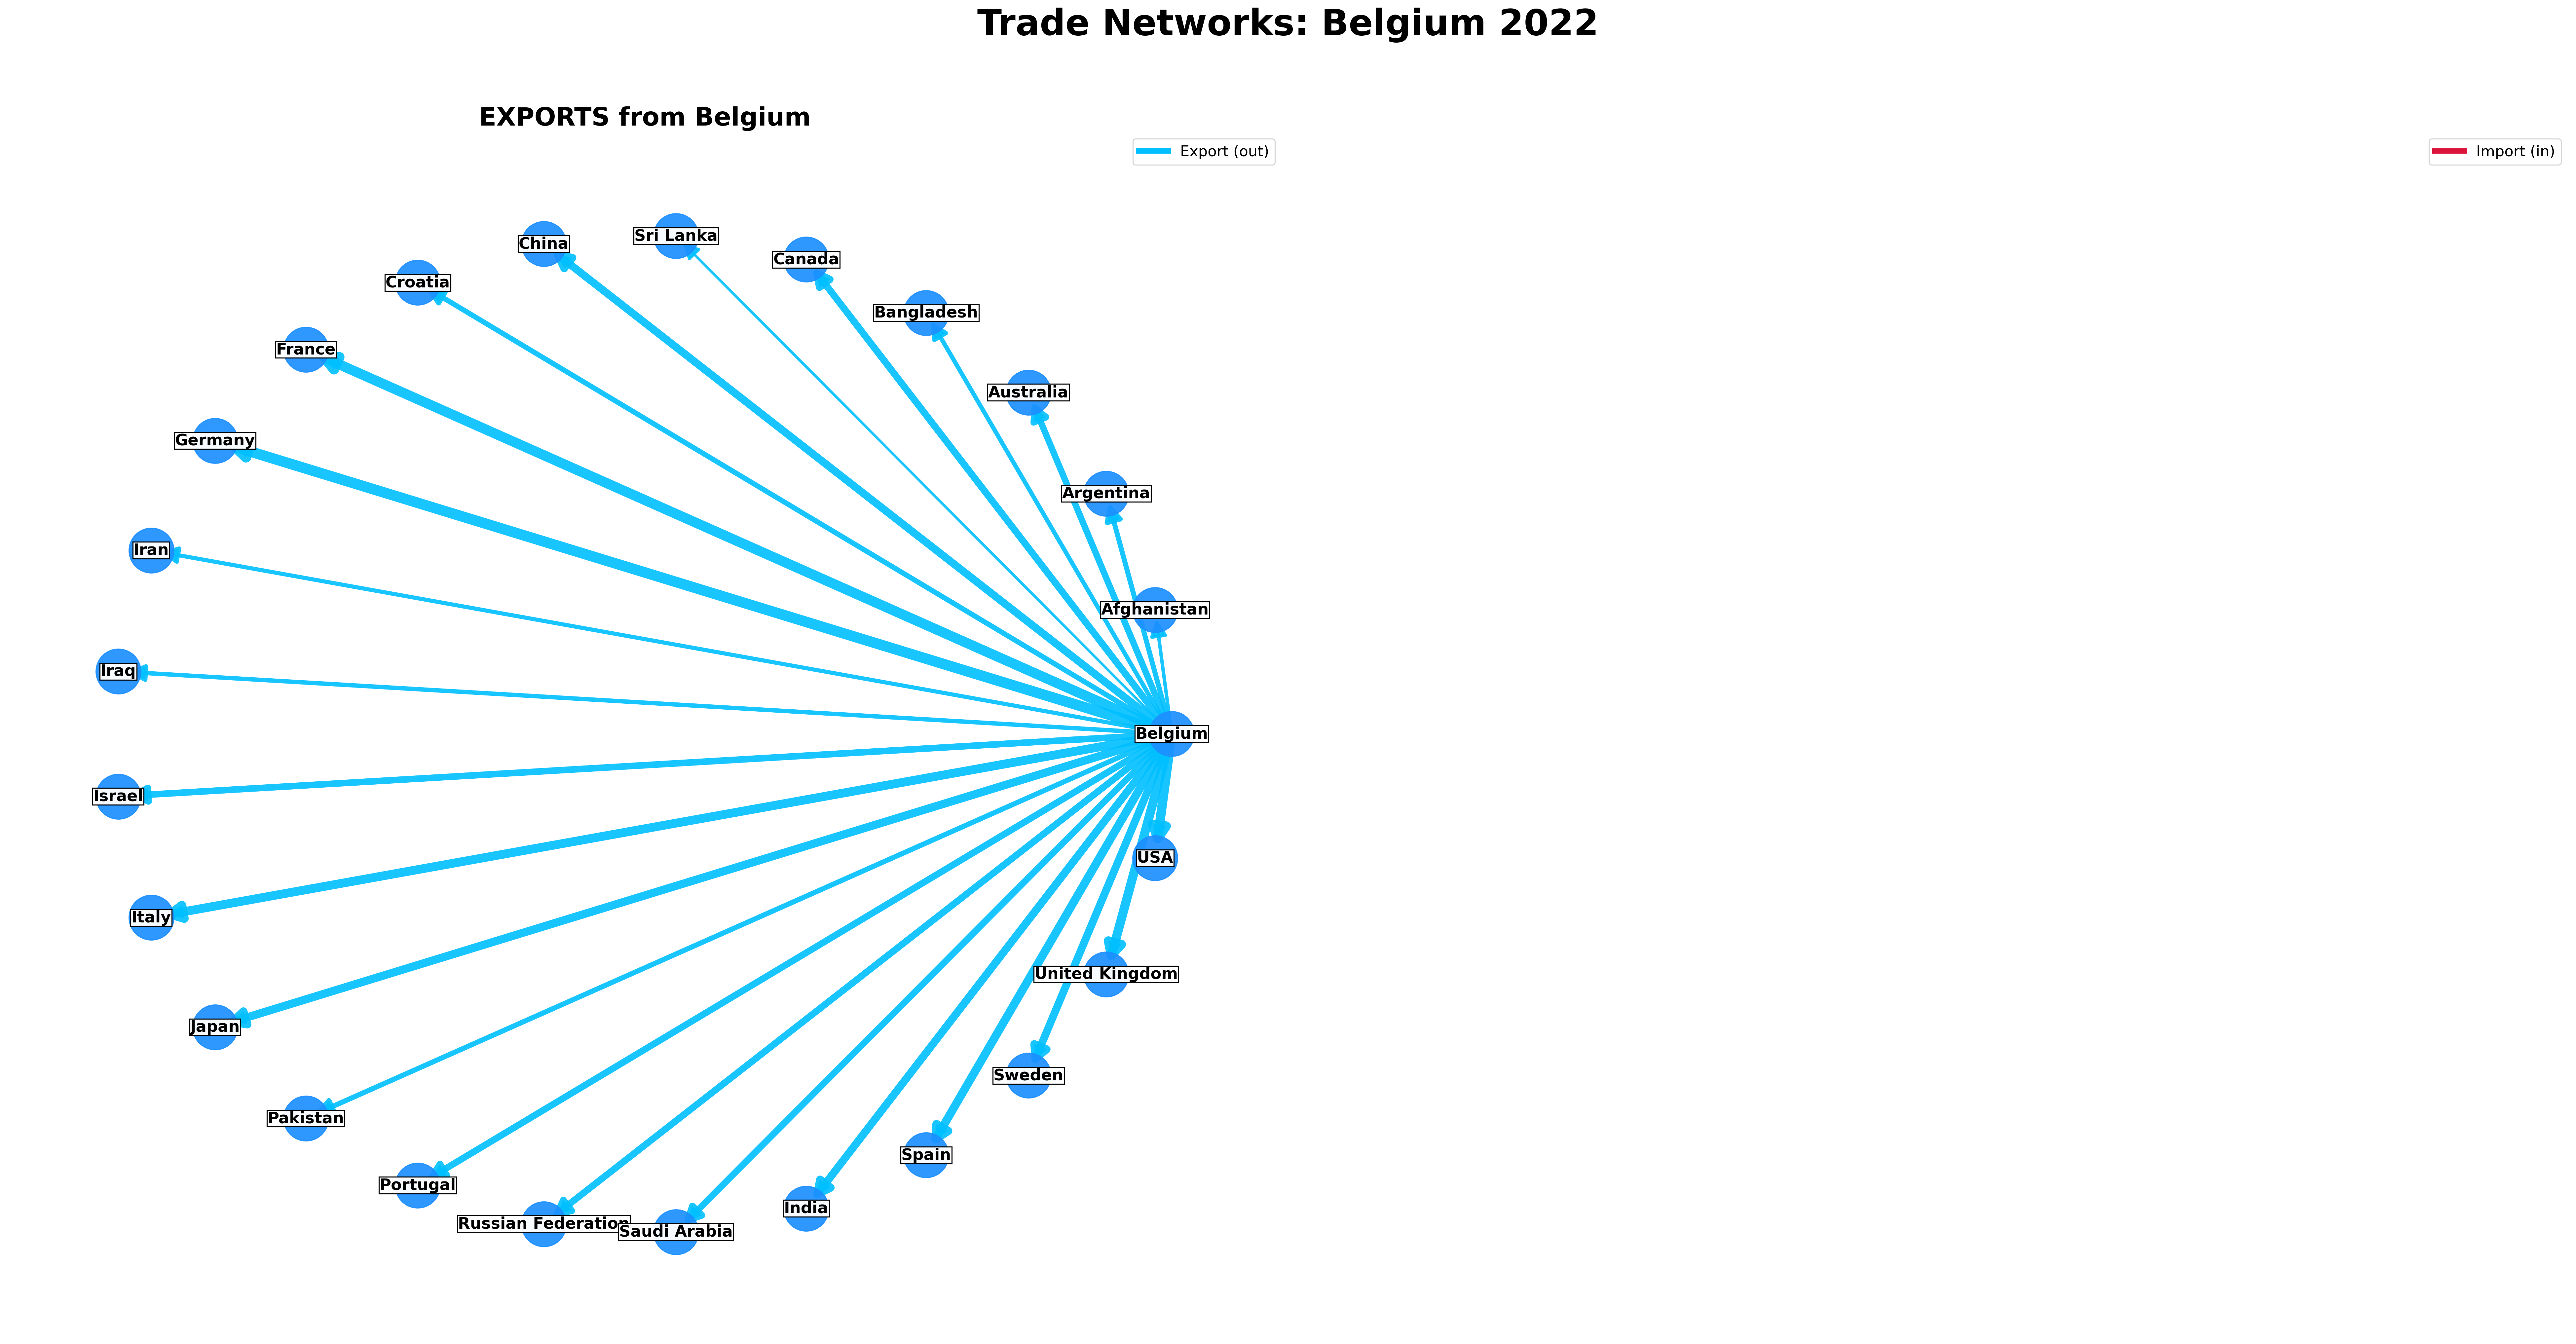 Trade Networks: Belgium 2022
EXPORTS from Belgium
Export (out)
Import (in)
Sri Lanka
China
Canada
Croatia
Bangladesh
France
Australia
Germany
Argentina
Iran
Afghanistan
Iraq
Belgium
Israel
USA
Italy
United Kingdom
Japan
Sweden
Pakistan
Spain
Portugal
India
Russian Federation
Saudi Arabia